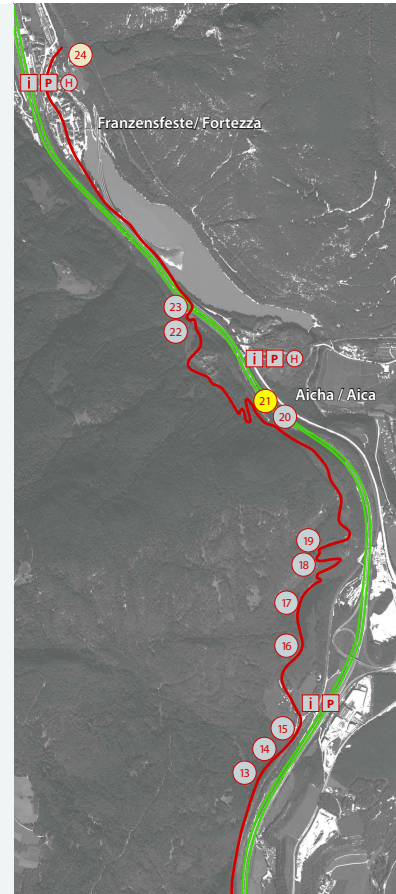 24
i P H
Franzensfeste/ Fortezza
23
22
i P H
Aicha / Aica
21
20
19
18
17
16
i P
15
14
13